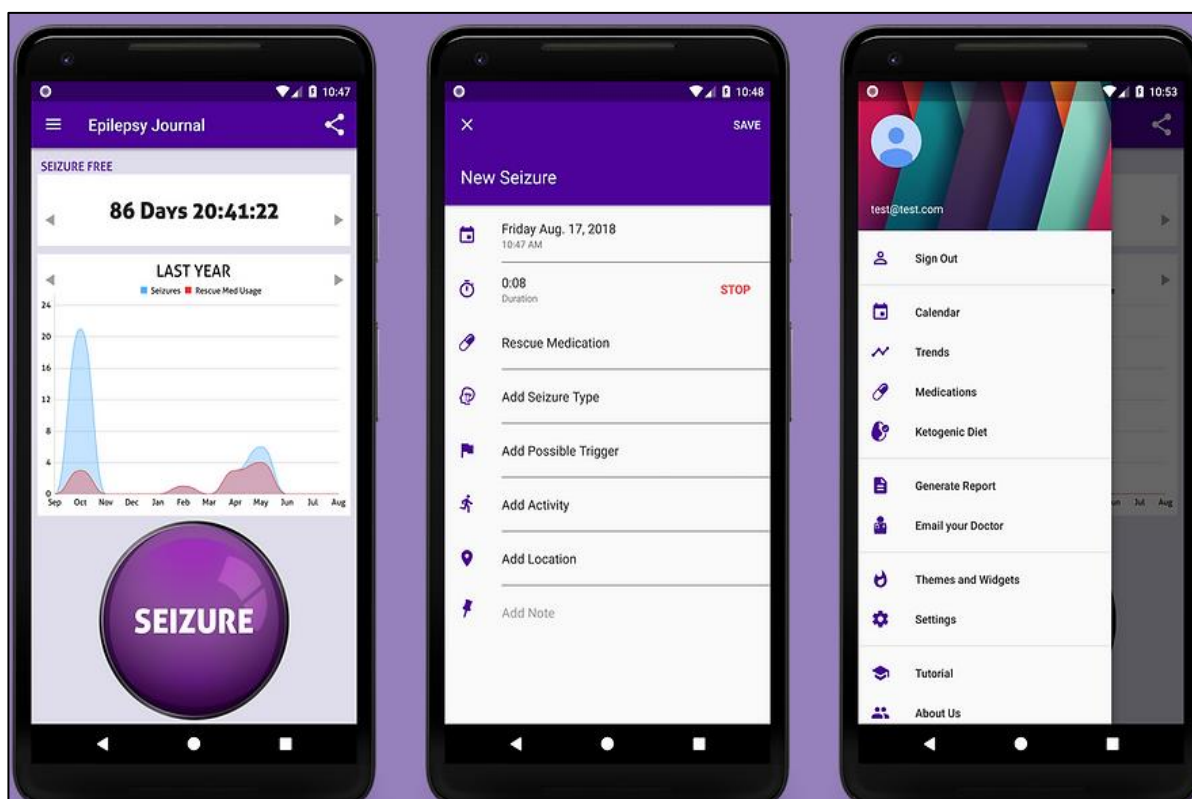 10:47
Epilepsy Journal
SEIZURE FREE
86 Days 20:41:22
LAST YEAR
Seizures Rescue Med Usage
24
20
16
12
8
4
0
Sep Oct Nov Dec Jan Feb Mar Apr May Jun Jul Aug
SEIZURE
10:48
SAVE
New Seizure
Friday Aug. 17, 2018
10:47 AM
0:08
Duration
STOP
Rescue Medication
Add Seizure Type
Add Possible Trigger
Add Activity
Add Location
Add Note
10:53
test@test.com
Sign Out
Calendar
Trends
Medications
Ketogenic Diet
Generate Report
Email your Doctor
Themes and Widgets
Settings
Tutorial
About Us
Jul Aug